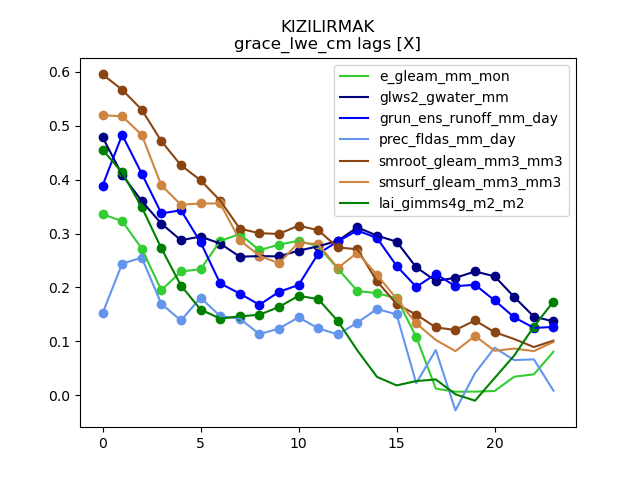 KIZILIRMAK
grace_lwe_cm lags [X]
e_gleam_mm_mon
glws2_gwater_mm
grun_ens_runoff_mm_day
prec_fldas_mm_day
smroot_gleam_mm3_mm3
smsurf_gleam_mm3_mm3
lai_gimms4g_m2_m2
0.6
0.5
0.4
0.3
0.2
0.1
0.0
0 5 10 15 20